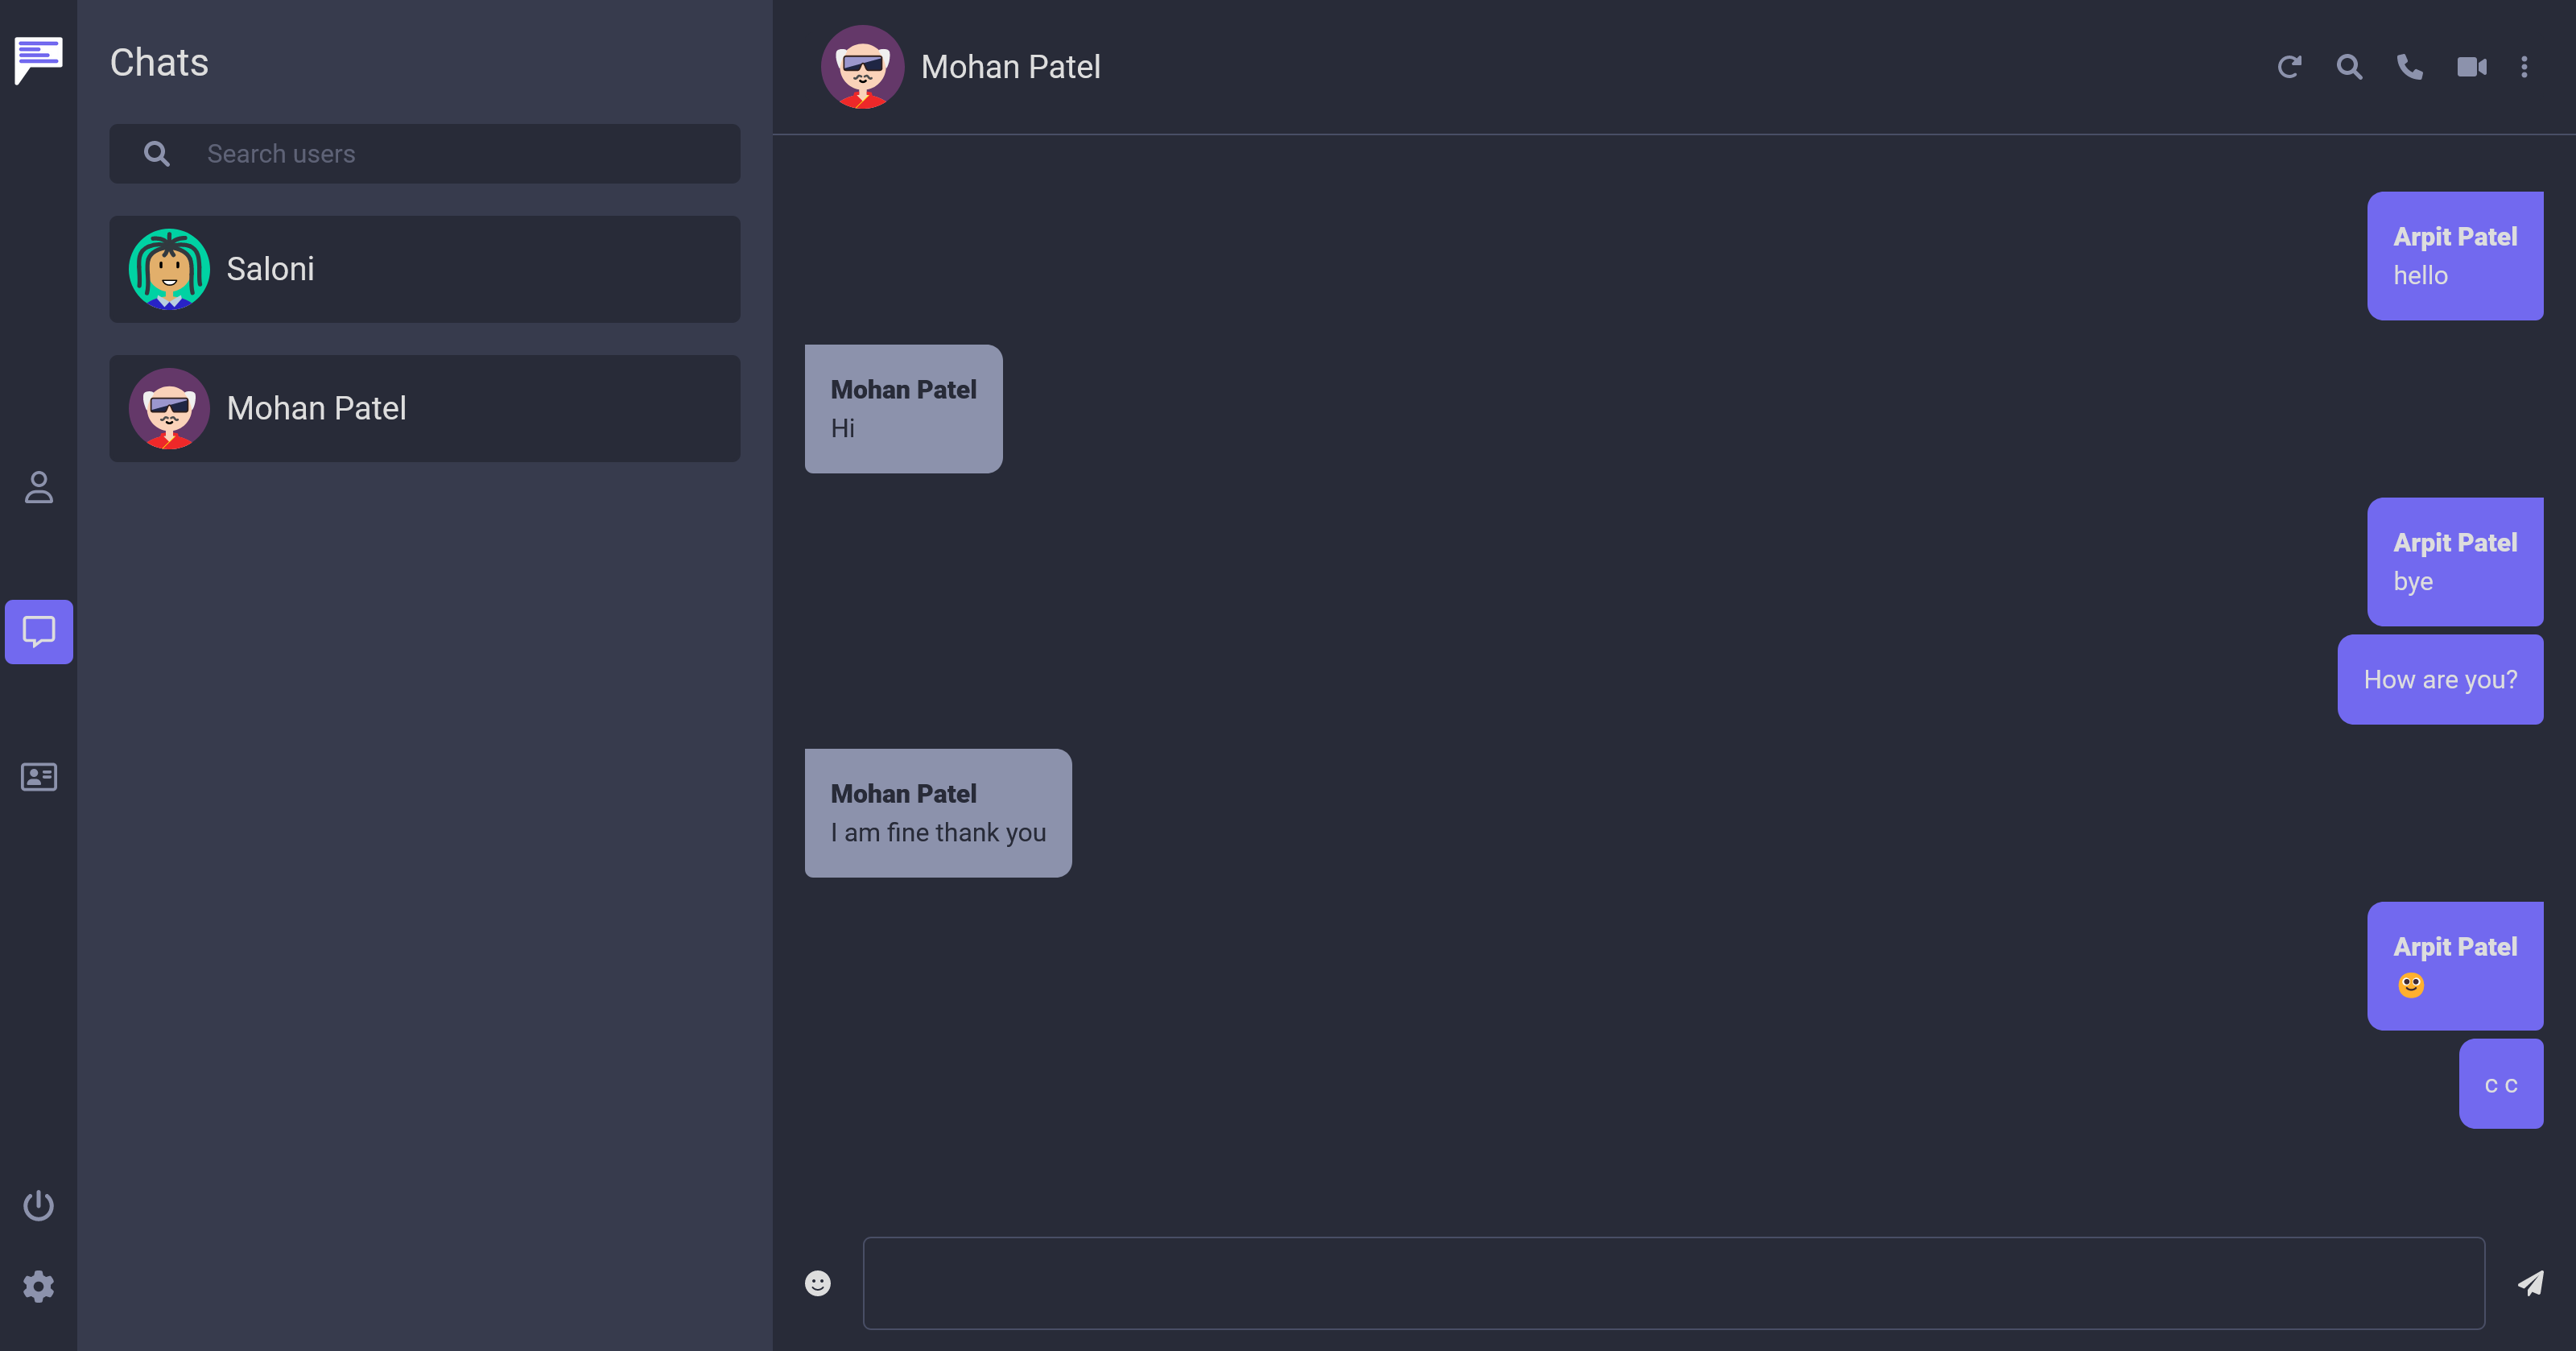 Chats
Search users
Saloni
Mohan Patel
Mohan Patel
Arpit Patel
hello
Mohan Patel
Hi
Arpit Patel
bye
How are you?
Mohan Patel
I am fine thank you
Arpit Patel
🙂
c c